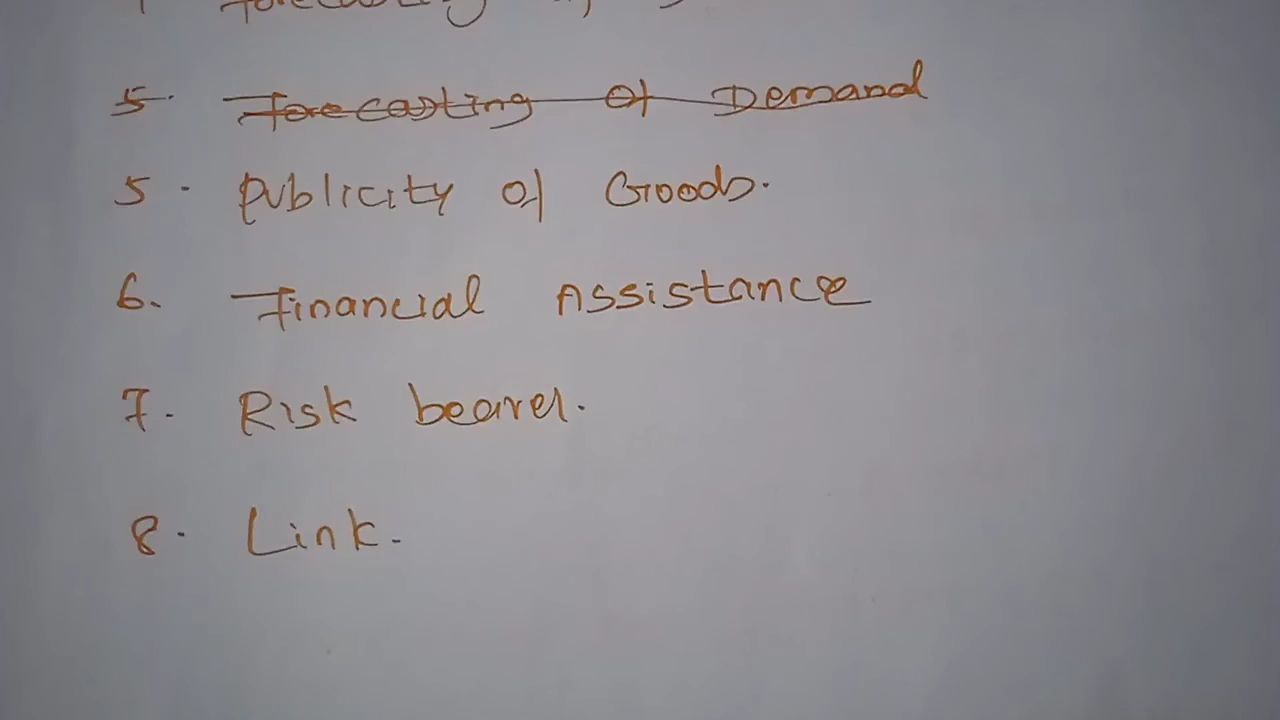 5. Forecasting of Demand
5. Publicity of Goods.
6. Financial Assistance
7. Risk bearer.
8. Link.